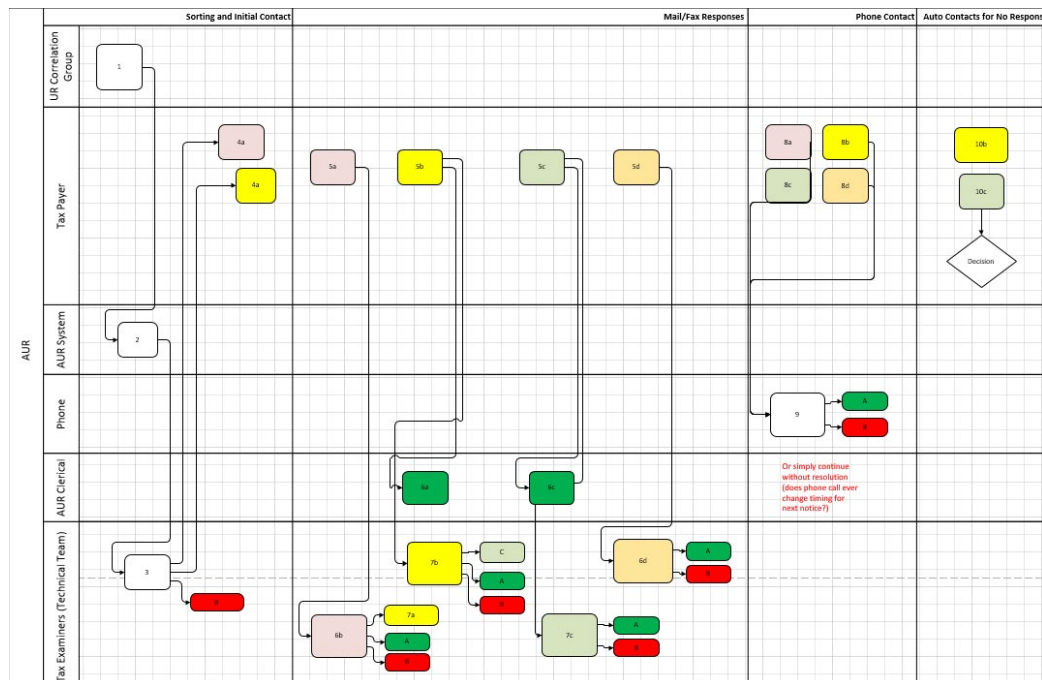 Sorting and Initial Contact
Mail/Fax Responses
Phone Contact
Auto Contacts for No Respons
AUR
UR Correlation
Group
1
Tax Payer
4a
4a
5a
5b
5c
5d
8a
8b
8c
8d
10b
10c
Decision
AUR System
2
Phone
9
A
B
AUR Clerical
6a
6c
Or simply continue
without resolution
(does phone call ever
change timing for
next notice?)
Tax Examiners (Technical Team)
3
B
7b
C
A
B
6d
A
B
6b
7a
A
B
7c
A
B